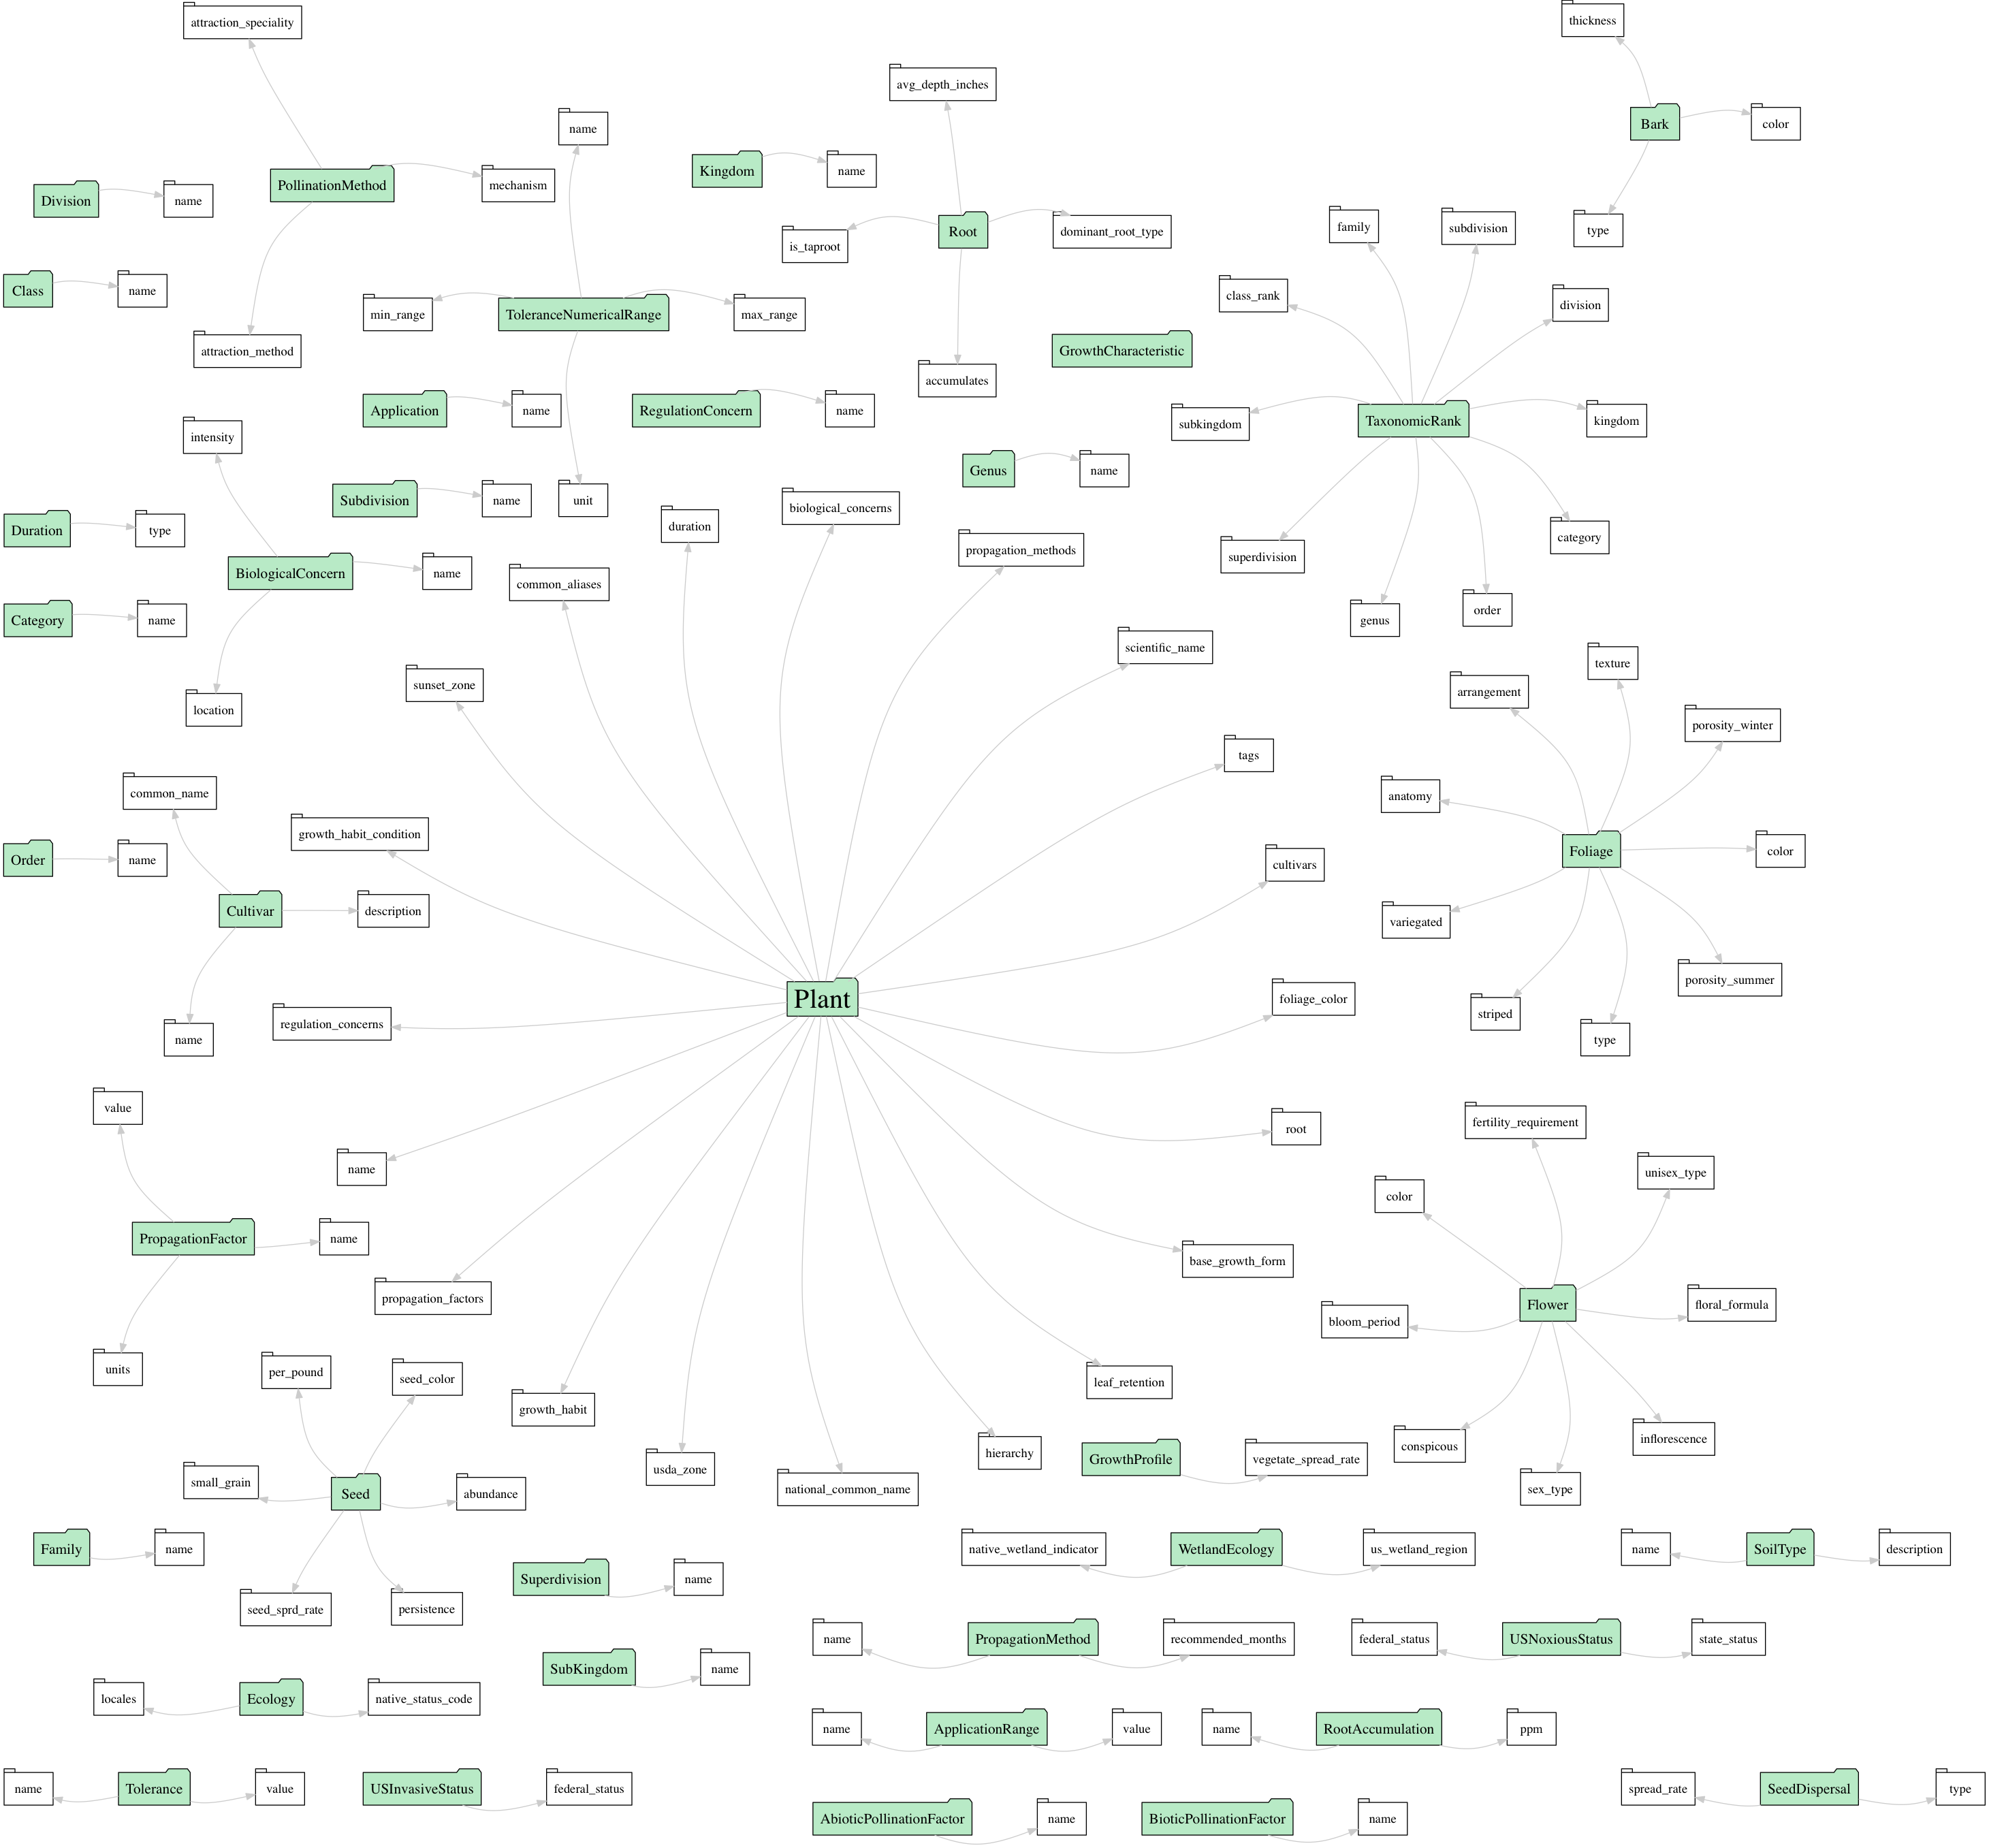 attraction_speciality
thickness
avg_depth_inches
Bark
color
name
Kingdom
name
PollinationMethod
mechanism
Division
name
type
family
subdivision
Root
dominant_root_type
is_taproot
Class
name
class_rank
division
min_range
ToleranceNumericalRange
max_range
attraction_method
GrowthCharacteristic
accumulates
Application
name
RegulationConcern
name
subkingdom
TaxonomicRank
kingdom
intensity
Genus
name
Subdivision
name
unit
biological_concerns
duration
Duration
type
category
propagation_methods
superdivision
BiologicalConcern
name
common_aliases
Category
name
genus
order
scientific_name
texture
sunset_zone
arrangement
location
porosity_winter
tags
common_name
anatomy
growth_habit_condition
Order
name
cultivars
Foliage
color
Cultivar
description
variegated
Plant
foliage_color
porosity_summer
regulation_concerns
striped
name
type
value
fertility_requirement
root
name
unisex_type
color
PropagationFactor
name
base_growth_form
propagation_factors
Flower
floral_formula
bloom_period
units
per_pound
seed_color
leaf_retention
growth_habit
conspicous
inflorescence
hierarchy
GrowthProfile
vegetate_spread_rate
usda_zone
small_grain
Seed
abundance
national_common_name
sex_type
Family
name
native_wetland_indicator
WetlandEcology
us_wetland_region
name
SoilType
description
Superdivision
name
seed_sprd_rate
persistence
name
PropagationMethod
recommended_months
federal_status
USNoxiousStatus
state_status
SubKingdom
name
locales
Ecology
native_status_code
name
ApplicationRange
value
name
RootAccumulation
ppm
name
Tolerance
value
USInvasiveStatus
federal_status
spread_rate
SeedDispersal
type
AbioticPollinationFactor
name
BioticPollinationFactor
name